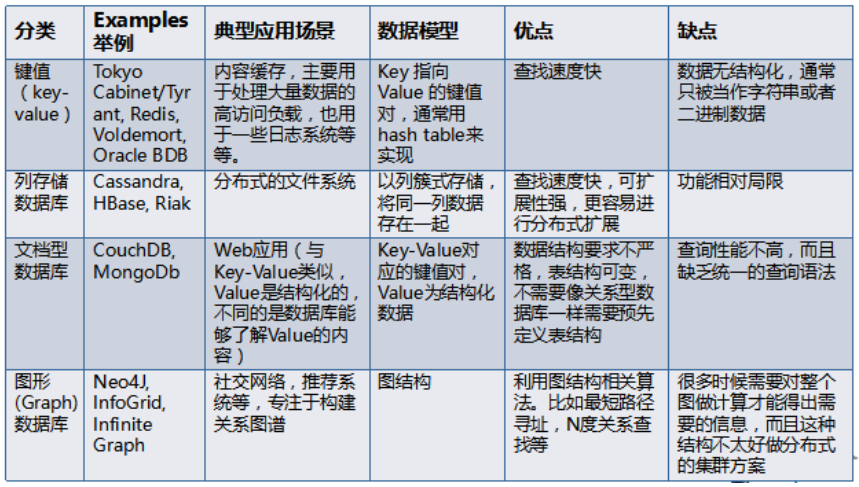 分类
Examples
举例
典型应用场景
数据模型
优点
缺点
键值
（key-
value）
Tokyo
Cabinet/Tyr
ant, Redis,
Voldemort,
Oracle BDB
内容缓存，主要用
于处理大量数据的
高访问负载，也用
于一些日志系统等
等。
Key 指向
Value 的键值
对，通常用
hash table来
实现
查找速度快
数据无结构化，通常
只被当作字符串或者
二进制数据
列存储
数据库
Cassandra,
HBase, Riak
分布式的文件系统
以列簇式存储，
将同一列数据
存在一起
查找速度快，可扩
展性强，更容易进
行分布式扩展
功能相对局限
文档型
数据库
CouchDB,
MongoDb
Web应用（与
Key-Value类似，
Value是结构化的，
不同的是数据库能
够了解Value的内
容）
Key-Value对
应的键值对，
Value为结构化
数据
数据结构要求不严
格，表结构可变，
不需要像关系型数
据库一样需要预先
定义表结构
查询性能不高，而且
缺乏统一的查询语法
图形
(Graph)
数据库
Neo4J,
InfoGrid,
Infinite
Graph
社交网络，推荐系
统等，专注于构建
关系图谱
图结构
利用图结构相关算
法。比如最短路径
寻址，N度关系查
找等
很多时候需要对整个
图做计算才能得出需
要的信息，而且这种
结构不太好做分布式
的集群方案